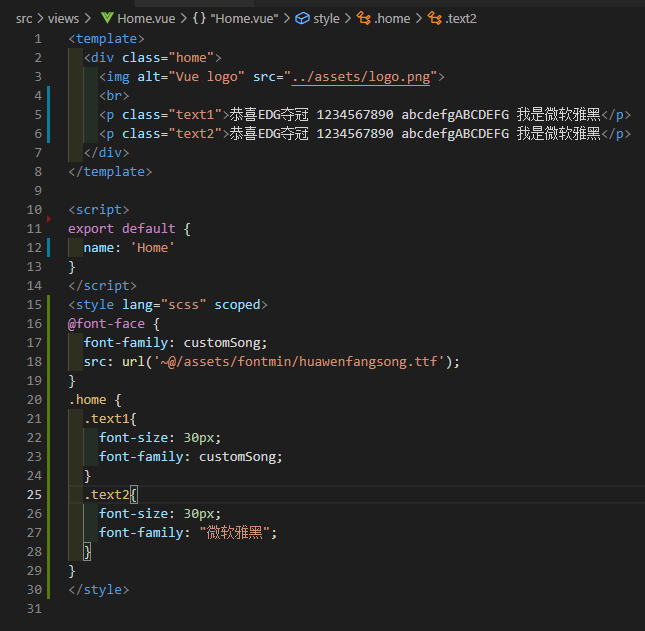 src > views > Home.vue > {} "Home.vue" > style > .home > .text2
1 <template>
2   <div class="home">
3     <img alt="Vue logo" src="../assets/logo.png">
4     <br>
5     <p class="text1">恭喜EDG夺冠 1234567890 abcdefgABCDEFG 我是微软雅黑</p>
6     <p class="text2">恭喜EDG夺冠 1234567890 abcdefgABCDEFG 我是微软雅黑</p>
7   </div>
8 </template>
9
10 <script>
11 export default {
12   name: 'Home'
13 }
14 </script>
15 <style lang="scss" scoped>
16 @font-face {
17   font-family: customSong;
18   src: url('~@/assets/fontmin/huawenfangsong.ttf');
19 }
20 .home {
21   .text1{
22     font-size: 30px;
23     font-family: customSong;
24   }
25   .text2{
26     font-size: 30px;
27     font-family: "微软雅黑";
28   }
29 }
30 </style>
31